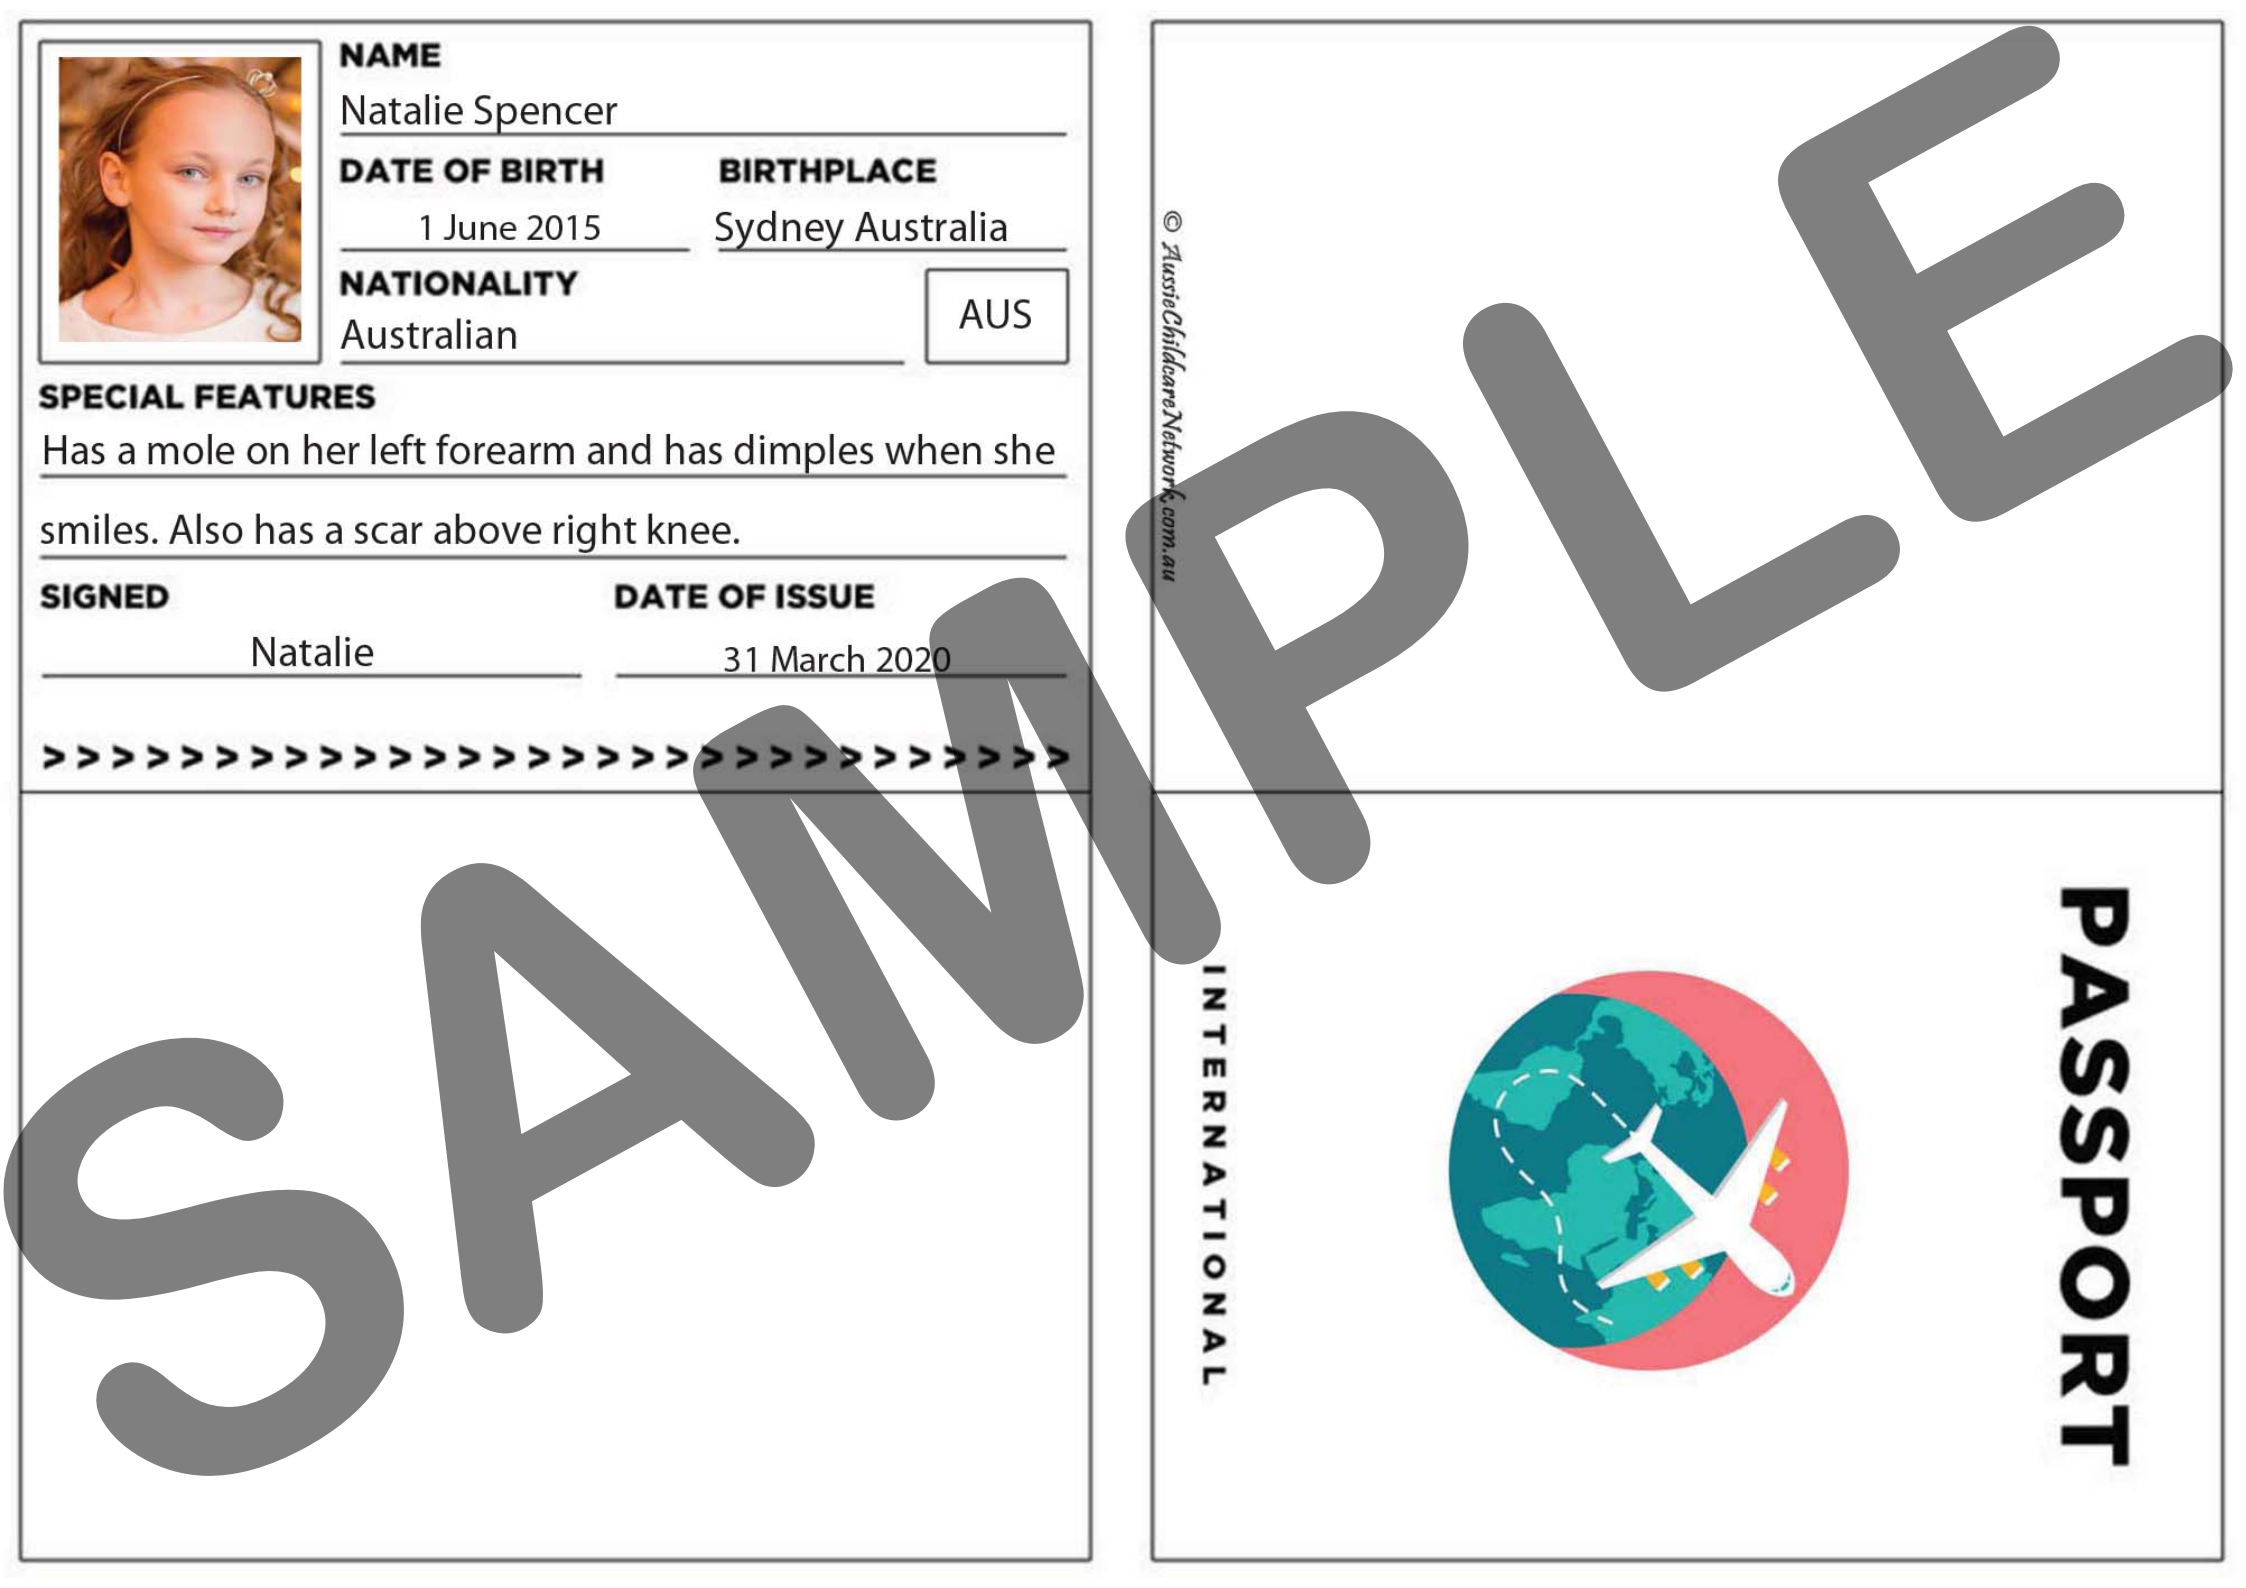 NAME
Natalie Spencer
DATE OF BIRTH BIRTHPLACE
1 June 2015 Sydney Australia
NATIONALITY
Australian AUS
SPECIAL FEATURES
Has a mole on her left forearm and has dimples when she
smiles. Also has a scar above right knee.
SIGNED DATE OF ISSUE
Natalie 31 March 2020
> > > > > > > > > > > > > > > > > > > > > > > > > > > > > >
© AussieChildcareNetwork.com.au
PASSPORT
INTERNATIONAL
SAMPLE